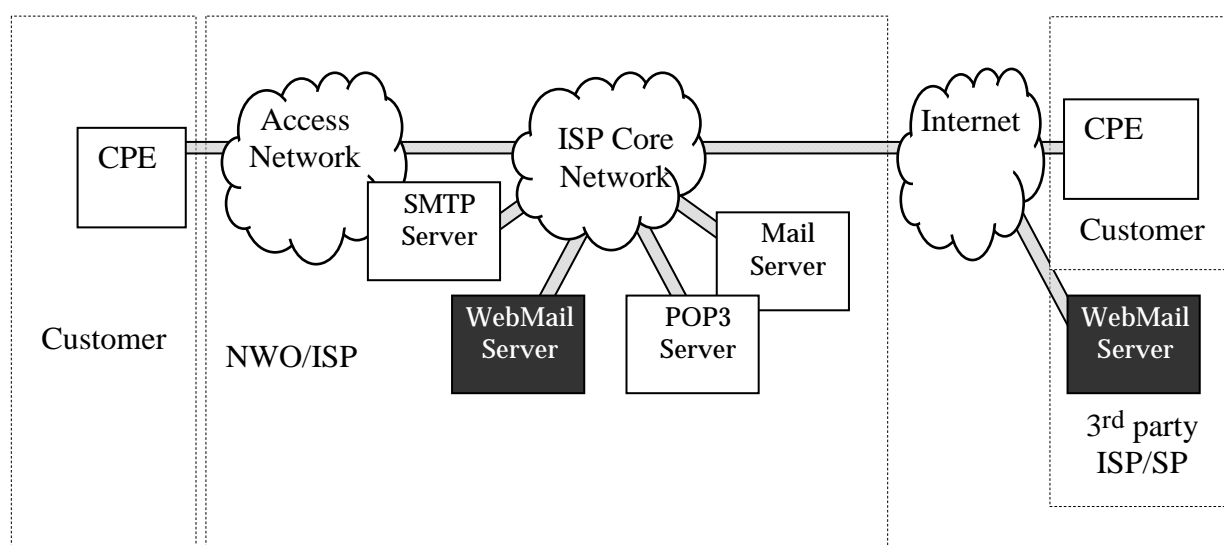 Access
Network
ISP Core
Network
Internet
CPE
CPE
SMTP
Server
Mail
Server
Customer
WebMail
Server
POP3
Server
WebMail
Server
Customer
NWO/ISP
3rd party
ISP/SP